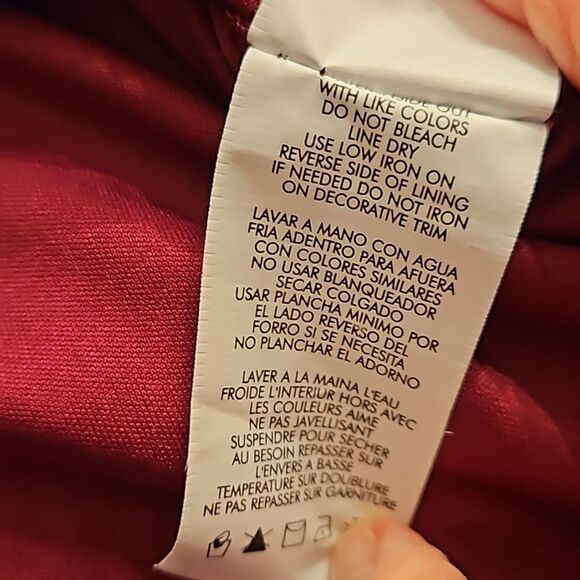 SIDE OUT
WITH LIKE COLORS
DO NOT BLEACH
LINE DRY
USE LOW IRON ON
REVERSE SIDE OF LINING
IF NEEDED DO NOT IRON
ON DECORATIVE TRIM
LAVAR A MANO CON AGUA
FRIA ADENTRO PARA AFUERA
CON COLORES SIMILARES
NO USAR BLANQUEADOR
SECAR COLGADO
USAR PLANCHA MINIMO POR
EL LADO REVERSO DEL
FORRO SI SE NECESITA
NO PLANCHAR EL ADORNO
LAVER A LA MAINA L'EAU
FROIDE L'INTERIUR HORS AVEC
LES COULEURS AIME
NE PAS JAVELLISANT
SUSPENDRE POUR SECHER
AU BESOIN REPASSER SUR
L'ENVERS A BASSE
TEMPERATURE SUR DOUBLURE
NE PAS REPASSER SUR GARNITURE